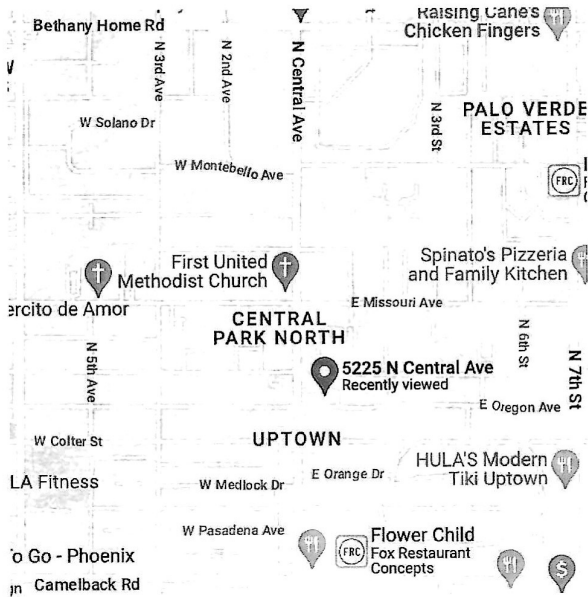 Bethany Home Rd
N 3rd Ave
N 2nd Ave
N Central Ave
Raising Cane's
Chicken Fingers
N 3rd St
PALO VERDE
ESTATES
W Solano Dr
W Montebello Ave
FRC
First United
Methodist Church
Spinato's Pizzeria
and Family Kitchen
ercito de Amor
E Missouri Ave
CENTRAL
PARK NORTH
N 5th Ave
N 6th St
N 7th St
5225 N Central Ave
Recently viewed
E Oregon Ave
W Colter St
UPTOWN
HULA'S Modern
Tiki Uptown
LA Fitness
W Medlock Dr
E Orange Dr
W Pasadena Ave
FRC
Flower Child
Fox Restaurant
Concepts
o Go - Phoenix
Camelback Rd
$